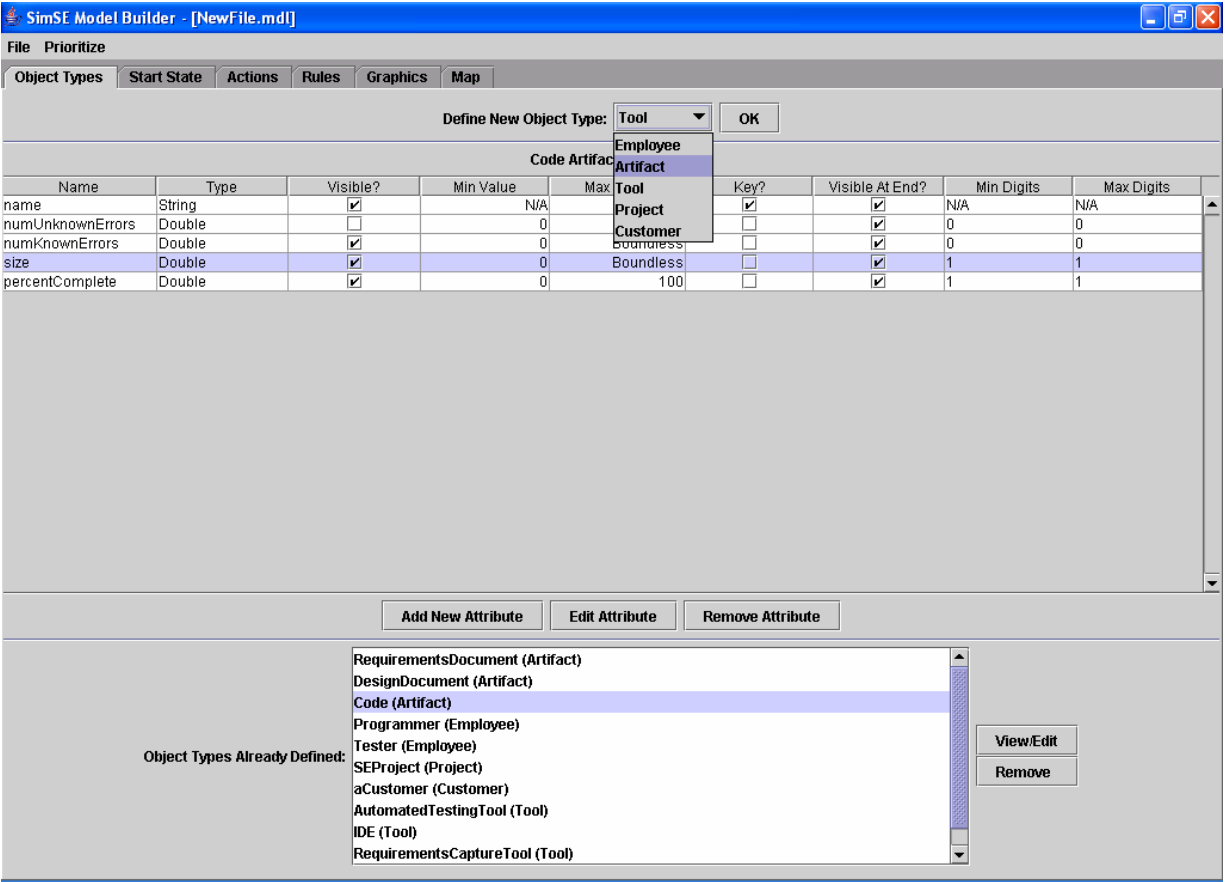 SimSE Model Builder - [NewFile.mdl]
File Prioritize
Object Types Start State Actions Rules Graphics Map
Define New Object Type: Tool OK
Employee
Artifact
Tool
Project
Customer
Code Artifac
Name Type Visible? Min Value Max Key? Visible At End? Min Digits Max Digits
name String N/A N/A N/A
numUnknownErrors Double 0 0 0
numKnownErrors Double 0 Boundless 0 0
size Double 0 Boundless 1 1
percentComplete Double 0 100 1 1
Add New Attribute Edit Attribute Remove Attribute
Object Types Already Defined:
RequirementsDocument (Artifact)
DesignDocument (Artifact)
Code (Artifact)
Programmer (Employee)
Tester (Employee)
SEProject (Project)
aCustomer (Customer)
AutomatedTestingTool (Tool)
IDE (Tool)
RequirementsCaptureTool (Tool)
View/Edit
Remove